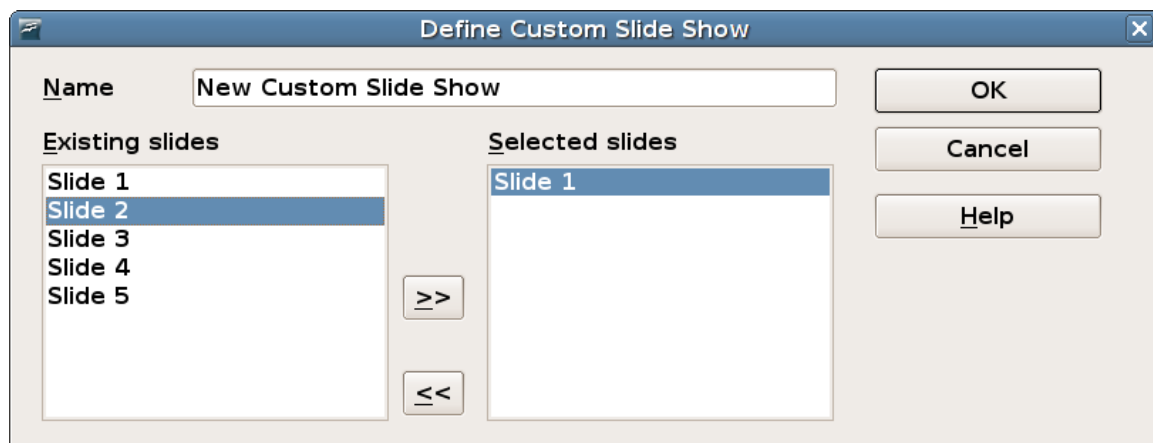 Define Custom Slide Show
Name
New Custom Slide Show
OK
Existing slides
Selected slides
Cancel
Slide 1
Slide 2
Slide 3
Slide 4
Slide 5
Slide 1
Help
>>
<<